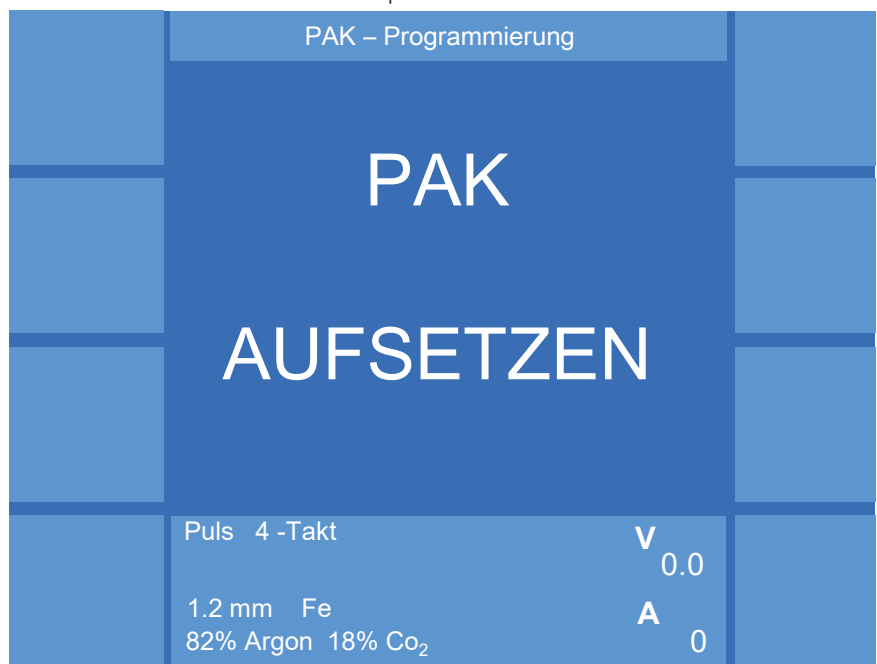 PAK – Programmierung
PAK
AUFSETZEN
Puls 4 -Takt
V
0.0
1.2 mm Fe
A
82% Argon 18% Co₂
0